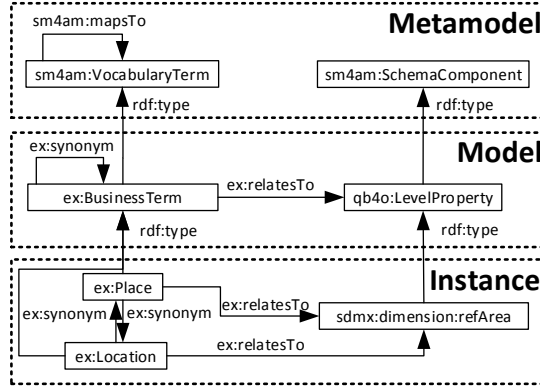 Metamodel
sm4am:mapsTo
sm4am:VocabularyTerm
sm4am:SchemaComponent
rdf:type
rdf:type
Model
ex:synonym
ex:BusinessTerm
ex:relatesTo
qb4o:LevelProperty
rdf:type
rdf:type
Instance
ex:Place
ex:relatesTo
ex:synonym
ex:synonym
sdmx:dimension:refArea
ex:Location
ex:relatesTo